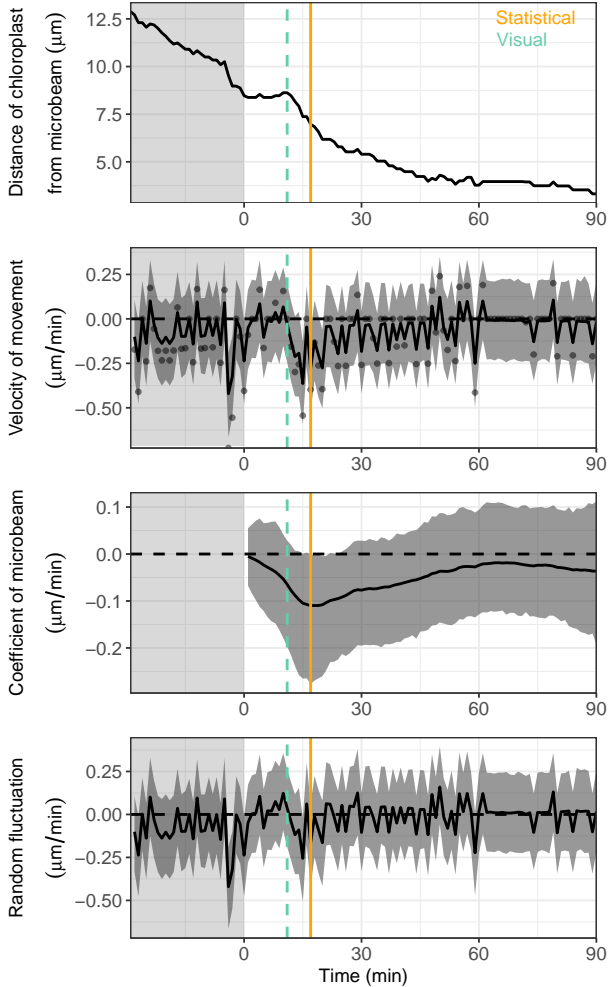 Distance of chloroplast
from microbeam (μm)
12.5
10.0
7.5
5.0
Statistical
Visual
0
30
60
90
Velocity of movement
(μm/min)
0.25
0.00
−0.25
−0.50
0
30
60
90
Coefficient of microbeam
(μm/min)
0.1
0.0
−0.1
−0.2
0
30
60
90
Random fluctuation
(μm/min)
0.25
0.00
−0.25
−0.50
0
30
60
90
Time (min)